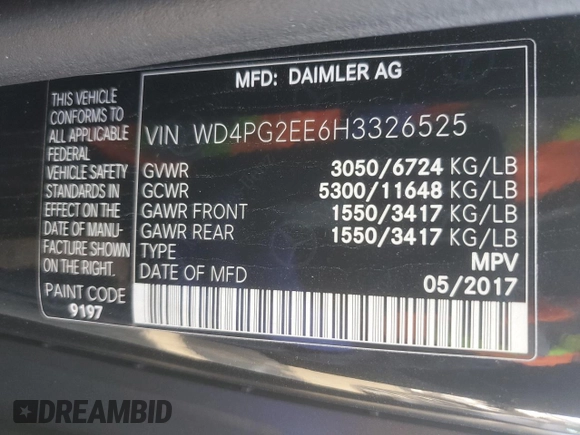 MFD: DAIMLER AG
THIS VEHICLE
CONFORMS TO
ALL APPLICABLE
FEDERAL
VEHICLE SAFETY
STANDARDS IN
EFFECT ON THE
DATE OF MANU-
FACTURE SHOWN
ON THE RIGHT.
PAINT CODE
9197
VIN WD4PG2EE6H3326525
GVWR 3050/6724 KG/LB
GCWR 5300/11648 KG/LB
GAWR FRONT 1550/3417 KG/LB
GAWR REAR 1550/3417 KG/LB
TYPE MPV
DATE OF MFD 05/2017
DREAMBID